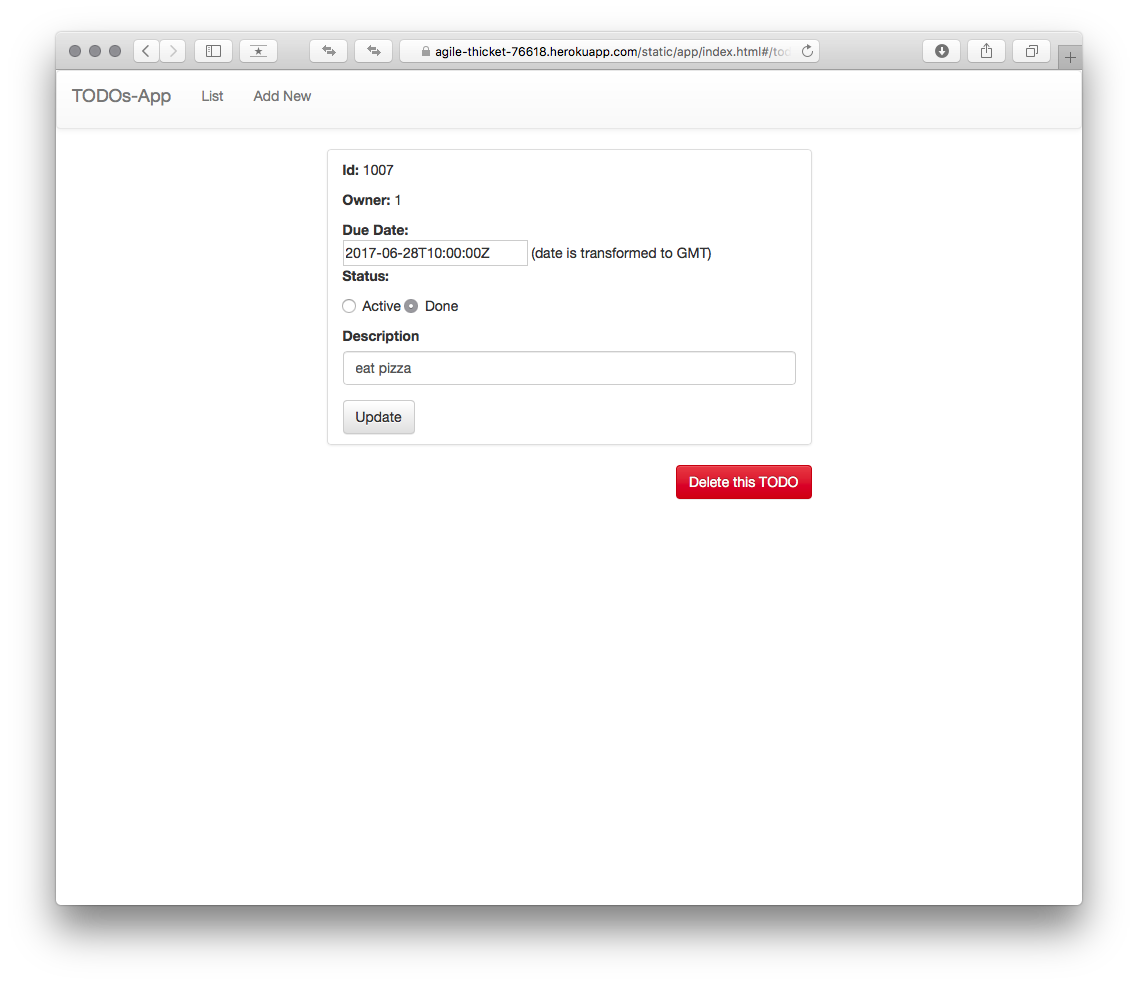 agile-thicket-76618.herokuapp.com/static/app/index.html#/to
TODOs-App List Add New
Id: 1007
Owner: 1
Due Date:
2017-06-28T10:00:00Z (date is transformed to GMT)
Status:
Active Done
Description
eat pizza
Update
Delete this TODO